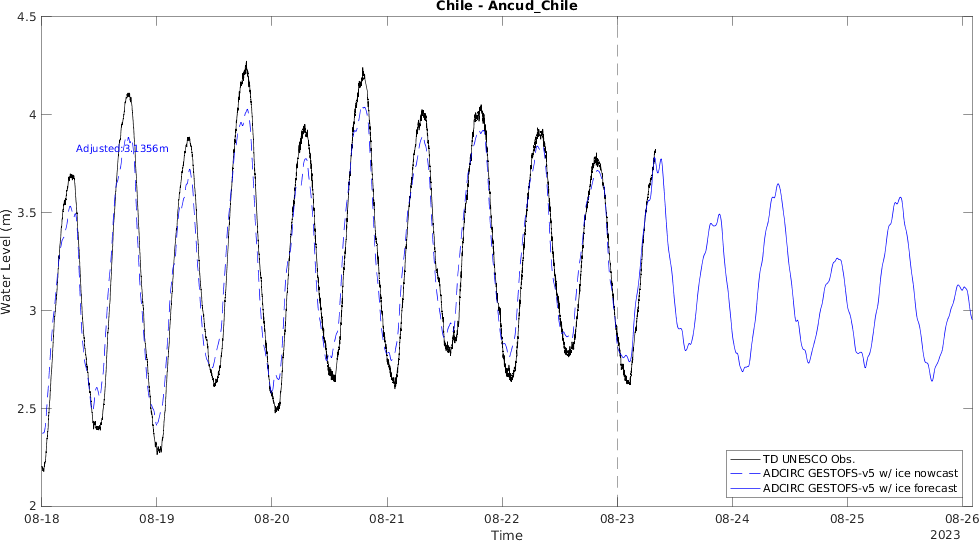 Chile - Ancud_Chile
4.5
4
3.5
3
2.5
2
Water Level (m)
Adjusted:3.1356m
TD UNESCO Obs.
ADCIRC GESTOFS-v5 w/ ice nowcast
ADCIRC GESTOFS-v5 w/ ice forecast
08-18 08-19 08-20 08-21 08-22 08-23 08-24 08-25 08-26
Time
2023